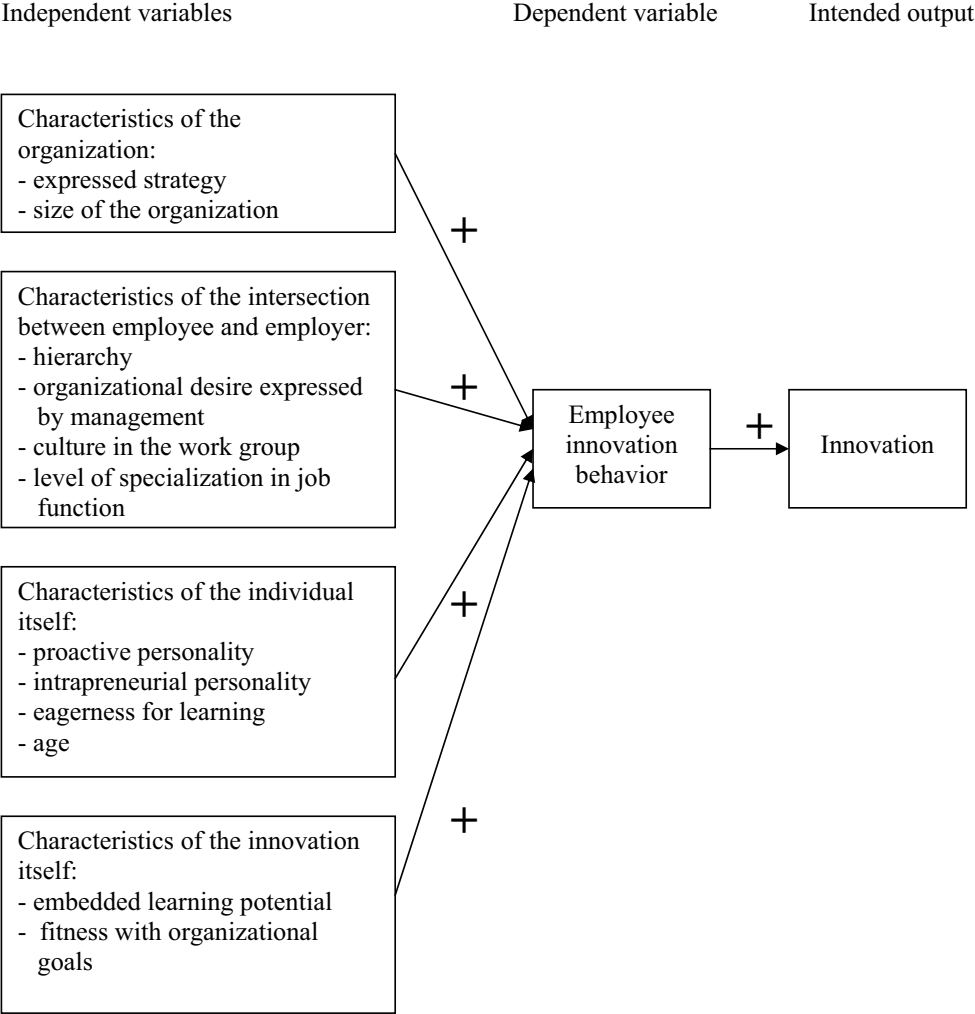 Independent variables
Dependent variable
Intended output
Characteristics of the
organization:
- expressed strategy
- size of the organization
+
Characteristics of the intersection
between employee and employer:
- hierarchy
- organizational desire expressed
by management
- culture in the work group
- level of specialization in job
function
+
Characteristics of the individual
itself:
- proactive personality
- intrapreneurial personality
- eagerness for learning
- age
+
Characteristics of the innovation
itself:
- embedded learning potential
- fitness with organizational
goals
+
Employee
innovation
behavior
+
Innovation